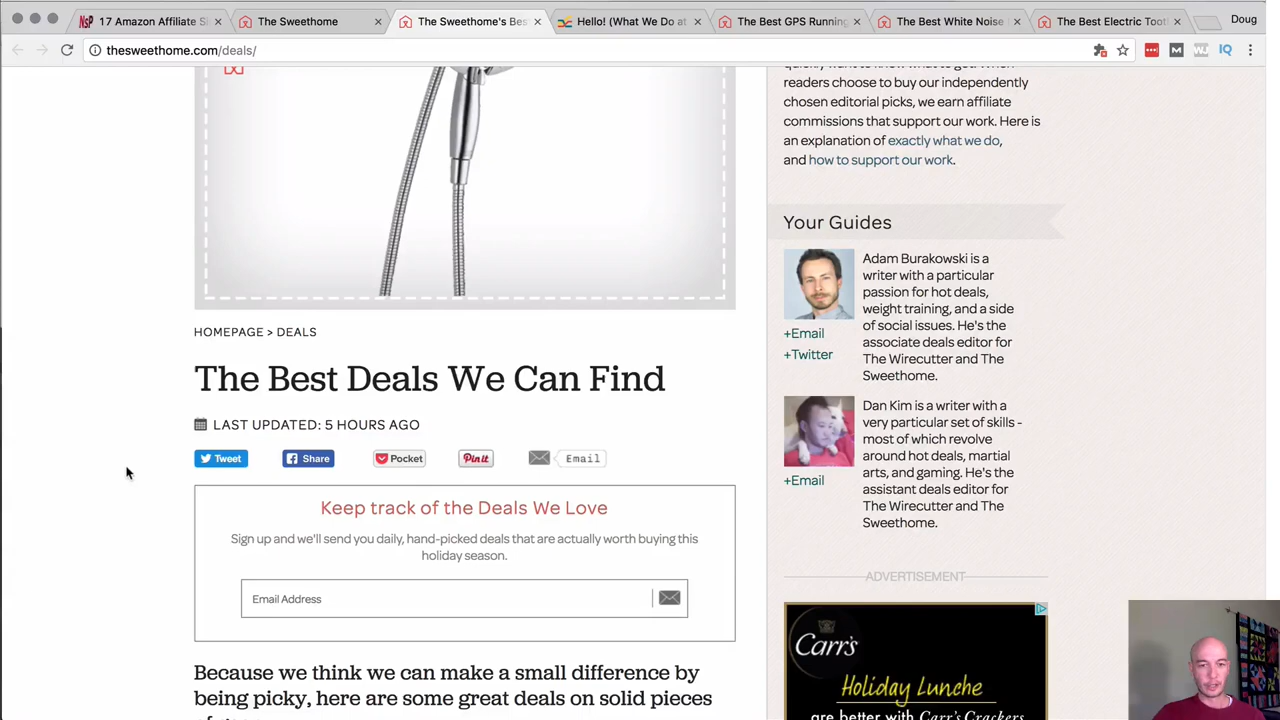 17 Amazon Affiliate Si
The Sweethome
The Sweethome's Bes
Hello! (What We Do at
The Best GPS Running
The Best White Noise
The Best Electric Toot
Doug
thesweethome.com/deals/
readers choose to buy our independently
chosen editorial picks, we earn affiliate
commissions that support our work. Here is
an explanation of exactly what we do,
and how to support our work.
Your Guides
Adam Burakowski is a
writer with a particular
passion for hot deals,
weight training, and a side
of social issues. He's the
associate deals editor for
The Wirecutter and The
Sweethome.
+Email
+Twitter
Dan Kim is a writer with a
very particular set of skills -
most of which revolve
around hot deals, martial
arts, and gaming. He's the
assistant deals editor for
The Wirecutter and The
Sweethome.
+Email
ADVERTISEMENT
Carr's
Holiday Lunche
are better with Carr's Crackers
HOMEPAGE > DEALS
The Best Deals We Can Find
LAST UPDATED: 5 HOURS AGO
Tweet
Share
Pocket
Pin it
Email
Keep track of the Deals We Love
Sign up and we'll send you daily, hand-picked deals that are actually worth buying this
holiday season.
Email Address
Because we think we can make a small difference by
being picky, here are some great deals on solid pieces